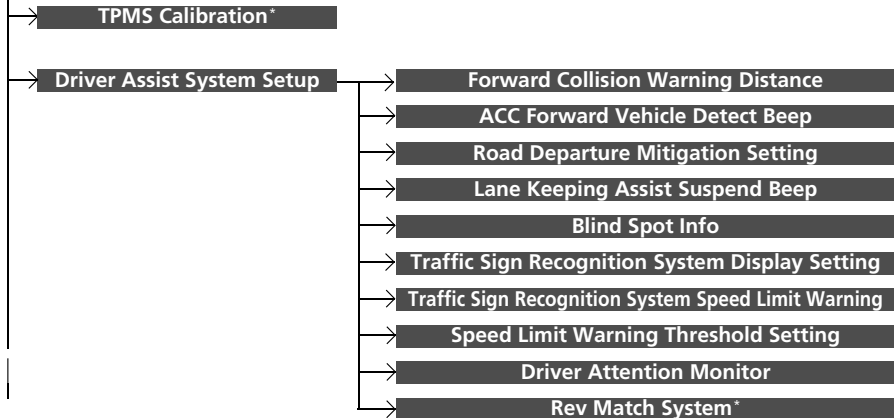 TPMS Calibration*
Driver Assist System Setup
Forward Collision Warning Distance
ACC Forward Vehicle Detect Beep
Road Departure Mitigation Setting
Lane Keeping Assist Suspend Beep
Blind Spot Info
Traffic Sign Recognition System Display Setting
Traffic Sign Recognition System Speed Limit Warning
Speed Limit Warning Threshold Setting
Driver Attention Monitor
Rev Match System*